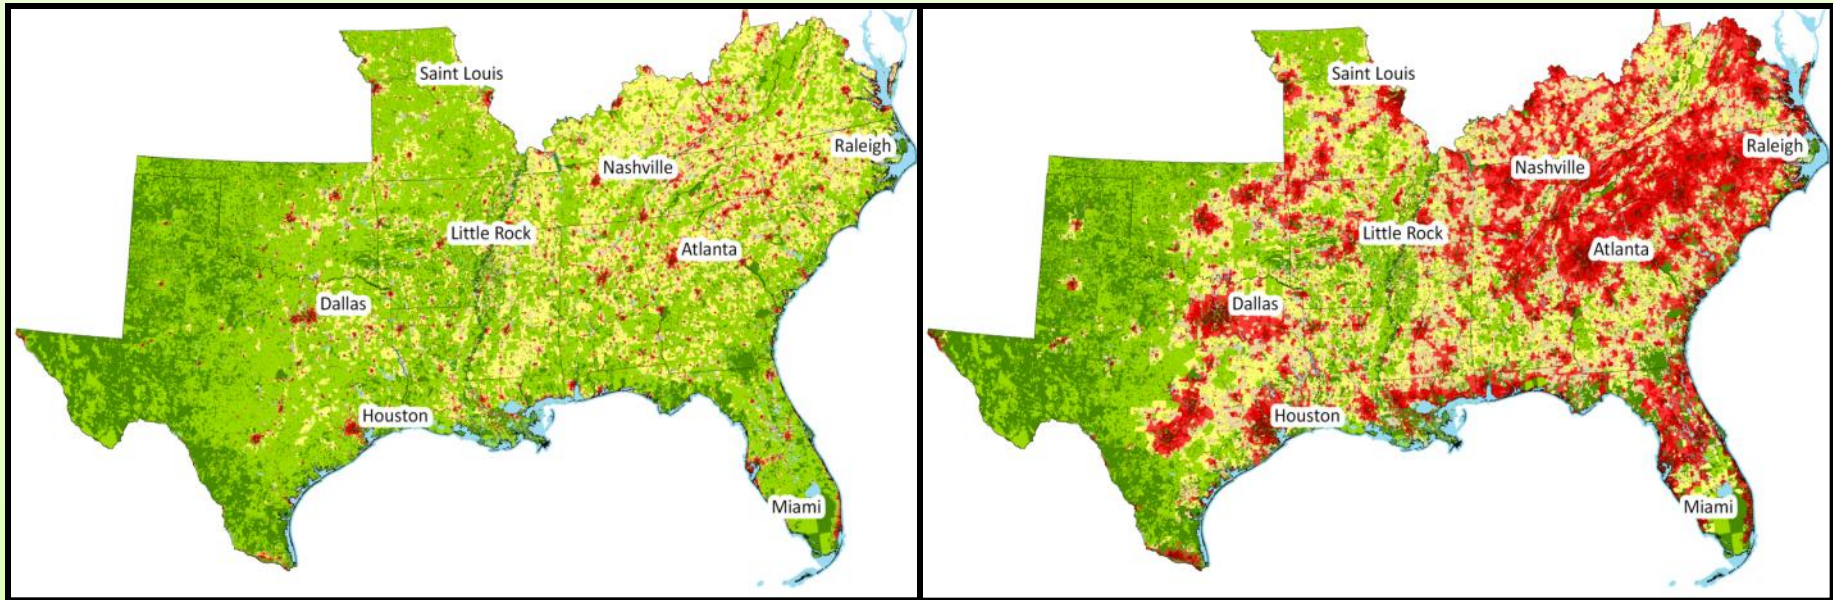 Saint Louis
Nashville
Raleigh
Little Rock
Atlanta
Dallas
Houston
Miami
Saint Louis
Nashville
Raleigh
Little Rock
Atlanta
Dallas
Houston
Miami